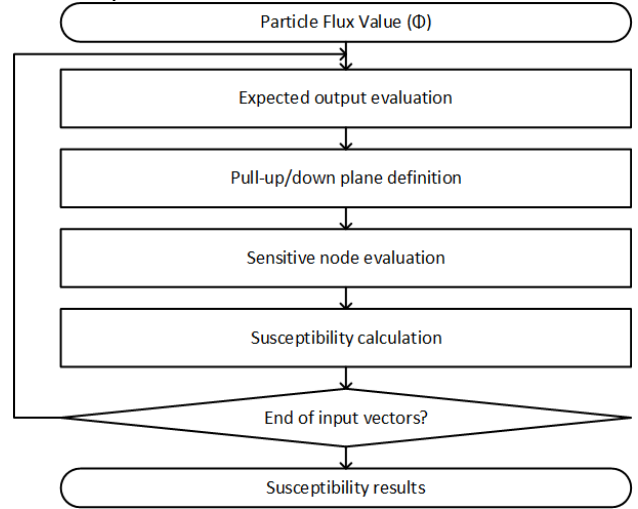 Particle Flux Value (Φ)
Expected output evaluation
Pull-up/down plane definition
Sensitive node evaluation
Susceptibility calculation
End of input vectors?
Susceptibility results